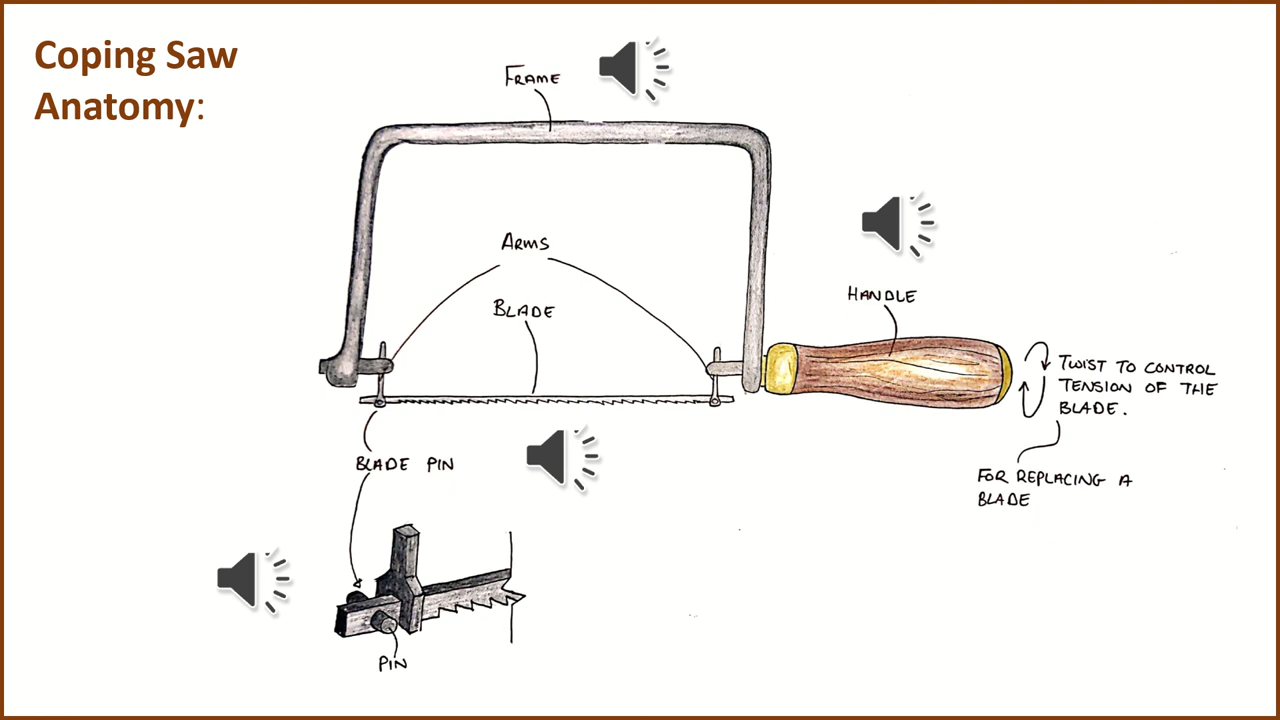 Coping Saw
Anatomy:
FRAME
ARMS
BLADE
HANDLE
TWIST TO CONTROL
TENSION OF THE
BLADE.
FOR REPLACING A
BLADE
BLADE PIN
PIN